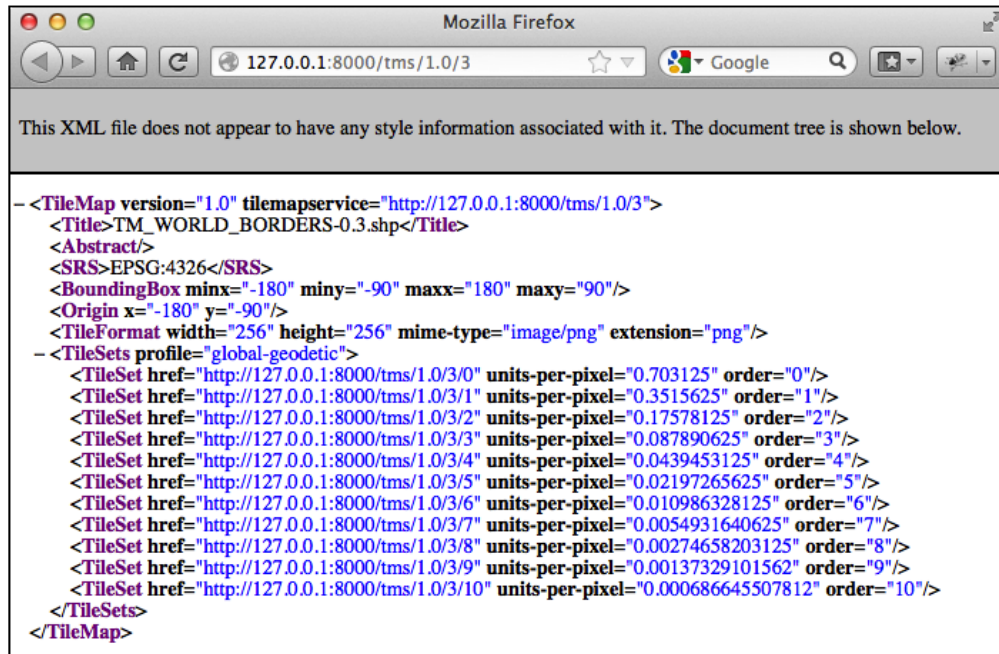 Mozilla Firefox
127.0.0.1:8000/tms/1.0/3
Google
This XML file does not appear to have any style information associated with it. The document tree is shown below.
– <TileMap version="1.0" tilemapservice="http://127.0.0.1:8000/tms/1.0/3">
<Title>TM_WORLD_BORDERS-0.3.shp</Title>
<Abstract/>
<SRS>EPSG:4326</SRS>
<BoundingBox minx="-180" miny="-90" maxx="180" maxy="90"/>
<Origin x="-180" y="-90"/>
<TileFormat width="256" height="256" mime-type="image/png" extension="png"/>
– <TileSets profile="global-geodetic">
<TileSet href="http://127.0.0.1:8000/tms/1.0/3/0" units-per-pixel="0.703125" order="0"/>
<TileSet href="http://127.0.0.1:8000/tms/1.0/3/1" units-per-pixel="0.3515625" order="1"/>
<TileSet href="http://127.0.0.1:8000/tms/1.0/3/2" units-per-pixel="0.17578125" order="2"/>
<TileSet href="http://127.0.0.1:8000/tms/1.0/3/3" units-per-pixel="0.087890625" order="3"/>
<TileSet href="http://127.0.0.1:8000/tms/1.0/3/4" units-per-pixel="0.0439453125" order="4"/>
<TileSet href="http://127.0.0.1:8000/tms/1.0/3/5" units-per-pixel="0.02197265625" order="5"/>
<TileSet href="http://127.0.0.1:8000/tms/1.0/3/6" units-per-pixel="0.010986328125" order="6"/>
<TileSet href="http://127.0.0.1:8000/tms/1.0/3/7" units-per-pixel="0.0054931640625" order="7"/>
<TileSet href="http://127.0.0.1:8000/tms/1.0/3/8" units-per-pixel="0.00274658203125" order="8"/>
<TileSet href="http://127.0.0.1:8000/tms/1.0/3/9" units-per-pixel="0.00137329101562" order="9"/>
<TileSet href="http://127.0.0.1:8000/tms/1.0/3/10" units-per-pixel="0.000686645507812" order="10"/>
</TileSets>
</TileMap>